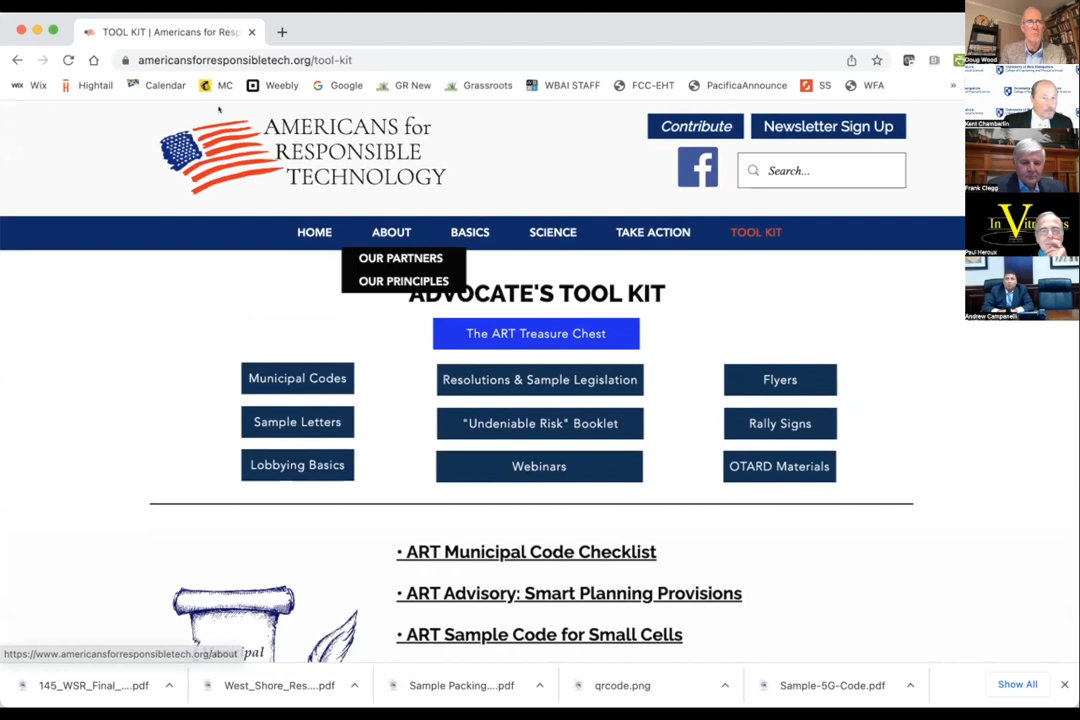 TOOL KIT | Americans for Resp
americansforresponsibletech.org/tool-kit
WIX Wix Hightail Calendar MC Weebly Google GR New Grassroots WBAI STAFF FCC-EHT PacificaAnnounce SS WFA »
AMERICANS for
RESPONSIBLE
TECHNOLOGY
Contribute Newsletter Sign Up
Search...
HOME ABOUT BASICS SCIENCE TAKE ACTION TOOL KIT
OUR PARTNERS
OUR PRINCIPLES
ADVOCATE'S TOOL KIT
The ART Treasure Chest
Municipal Codes Resolutions & Sample Legislation Flyers
Sample Letters "Undeniable Risk" Booklet Rally Signs
Lobbying Basics Webinars OTARD Materials
• ART Municipal Code Checklist
• ART Advisory: Smart Planning Provisions
• ART Sample Code for Small Cells
https://www.americansforresponsibletech.org/about
145_WSR_Final_....pdf West_Shore_Res....pdf Sample Packing....pdf qrcode.png Sample-5G-Code.pdf Show All
Doug Wood
Kent Chamberlin
Frank Clegg
Paul Heroux
Andrew Campanelli